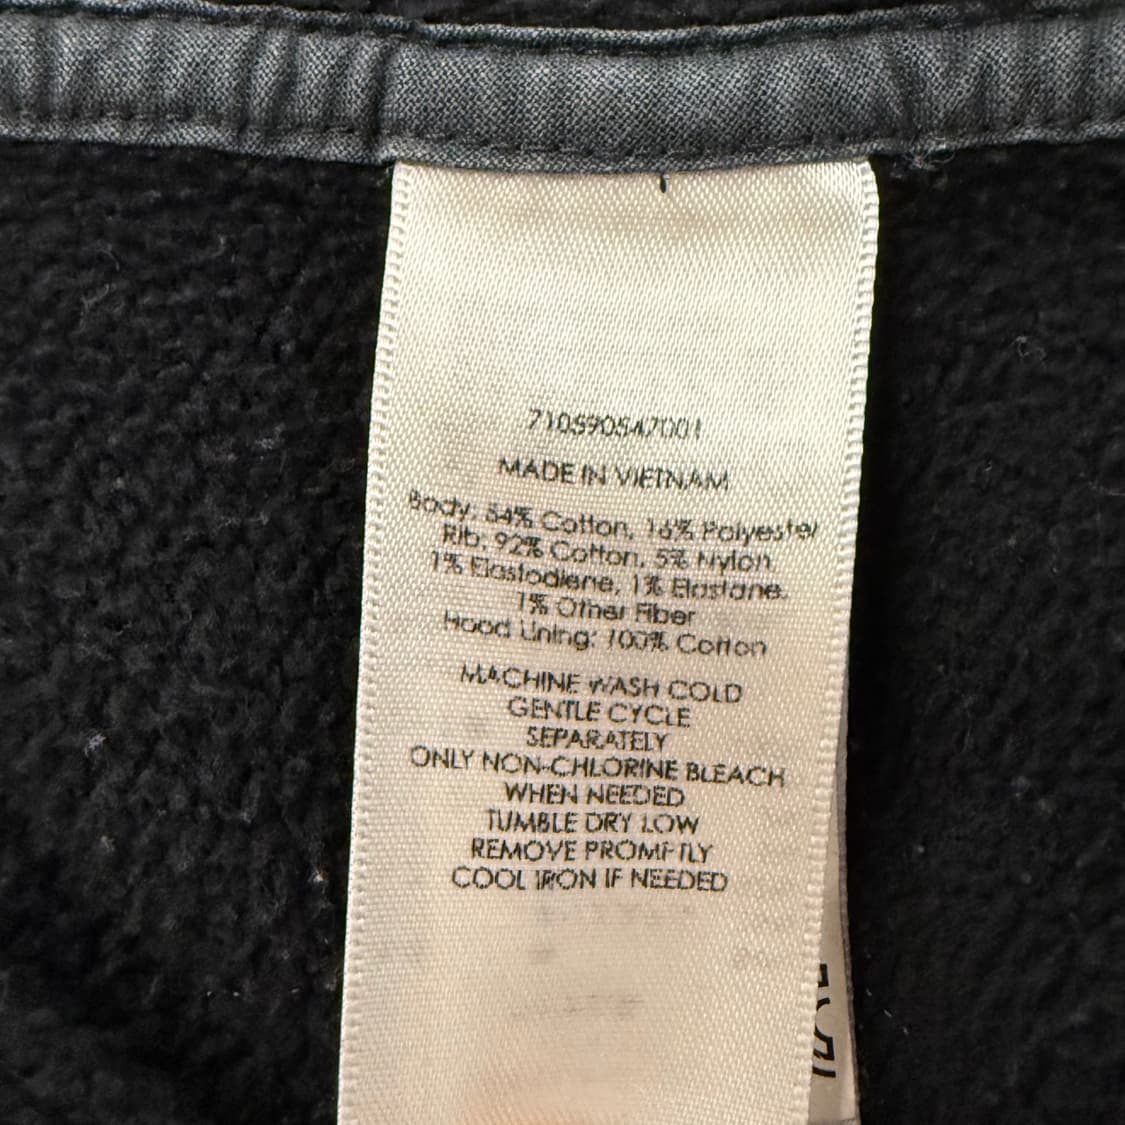 710590547001
MADE IN VIETNAM
Body: 84% Cotton, 16% Polyester
Rib: 92% Cotton, 5% Nylon
1% Elastodiene, 1% Elastane,
1% Other Fiber
Hood Lining: 100% Cotton
MACHINE WASH COLD
GENTLE CYCLE
SEPARATELY
ONLY NON-CHLORINE BLEACH
WHEN NEEDED
TUMBLE DRY LOW
REMOVE PROMPTLY
COOL IRON IF NEEDED